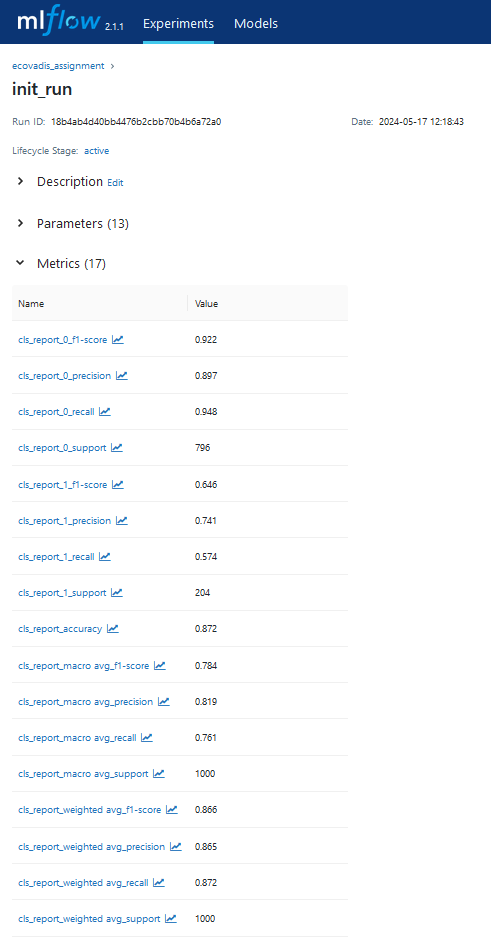 mlflow 2.1.1 Experiments Models
ecovadis_assignment >
init_run
Run ID: 18b4ab4d40bb4476b2cbb70b4b6a72a0 Date: 2024-05-17 12:18:43
Lifecycle Stage: active
Description Edit
Parameters (13)
Metrics (17)
Name Value
cls_report_0_f1-score 0.922
cls_report_0_precision 0.897
cls_report_0_recall 0.948
cls_report_0_support 796
cls_report_1_f1-score 0.646
cls_report_1_precision 0.741
cls_report_1_recall 0.574
cls_report_1_support 204
cls_report_accuracy 0.872
cls_report_macro avg_f1-score 0.784
cls_report_macro avg_precision 0.819
cls_report_macro avg_recall 0.761
cls_report_macro avg_support 1000
cls_report_weighted avg_f1-score 0.866
cls_report_weighted avg_precision 0.865
cls_report_weighted avg_recall 0.872
cls_report_weighted avg_support 1000